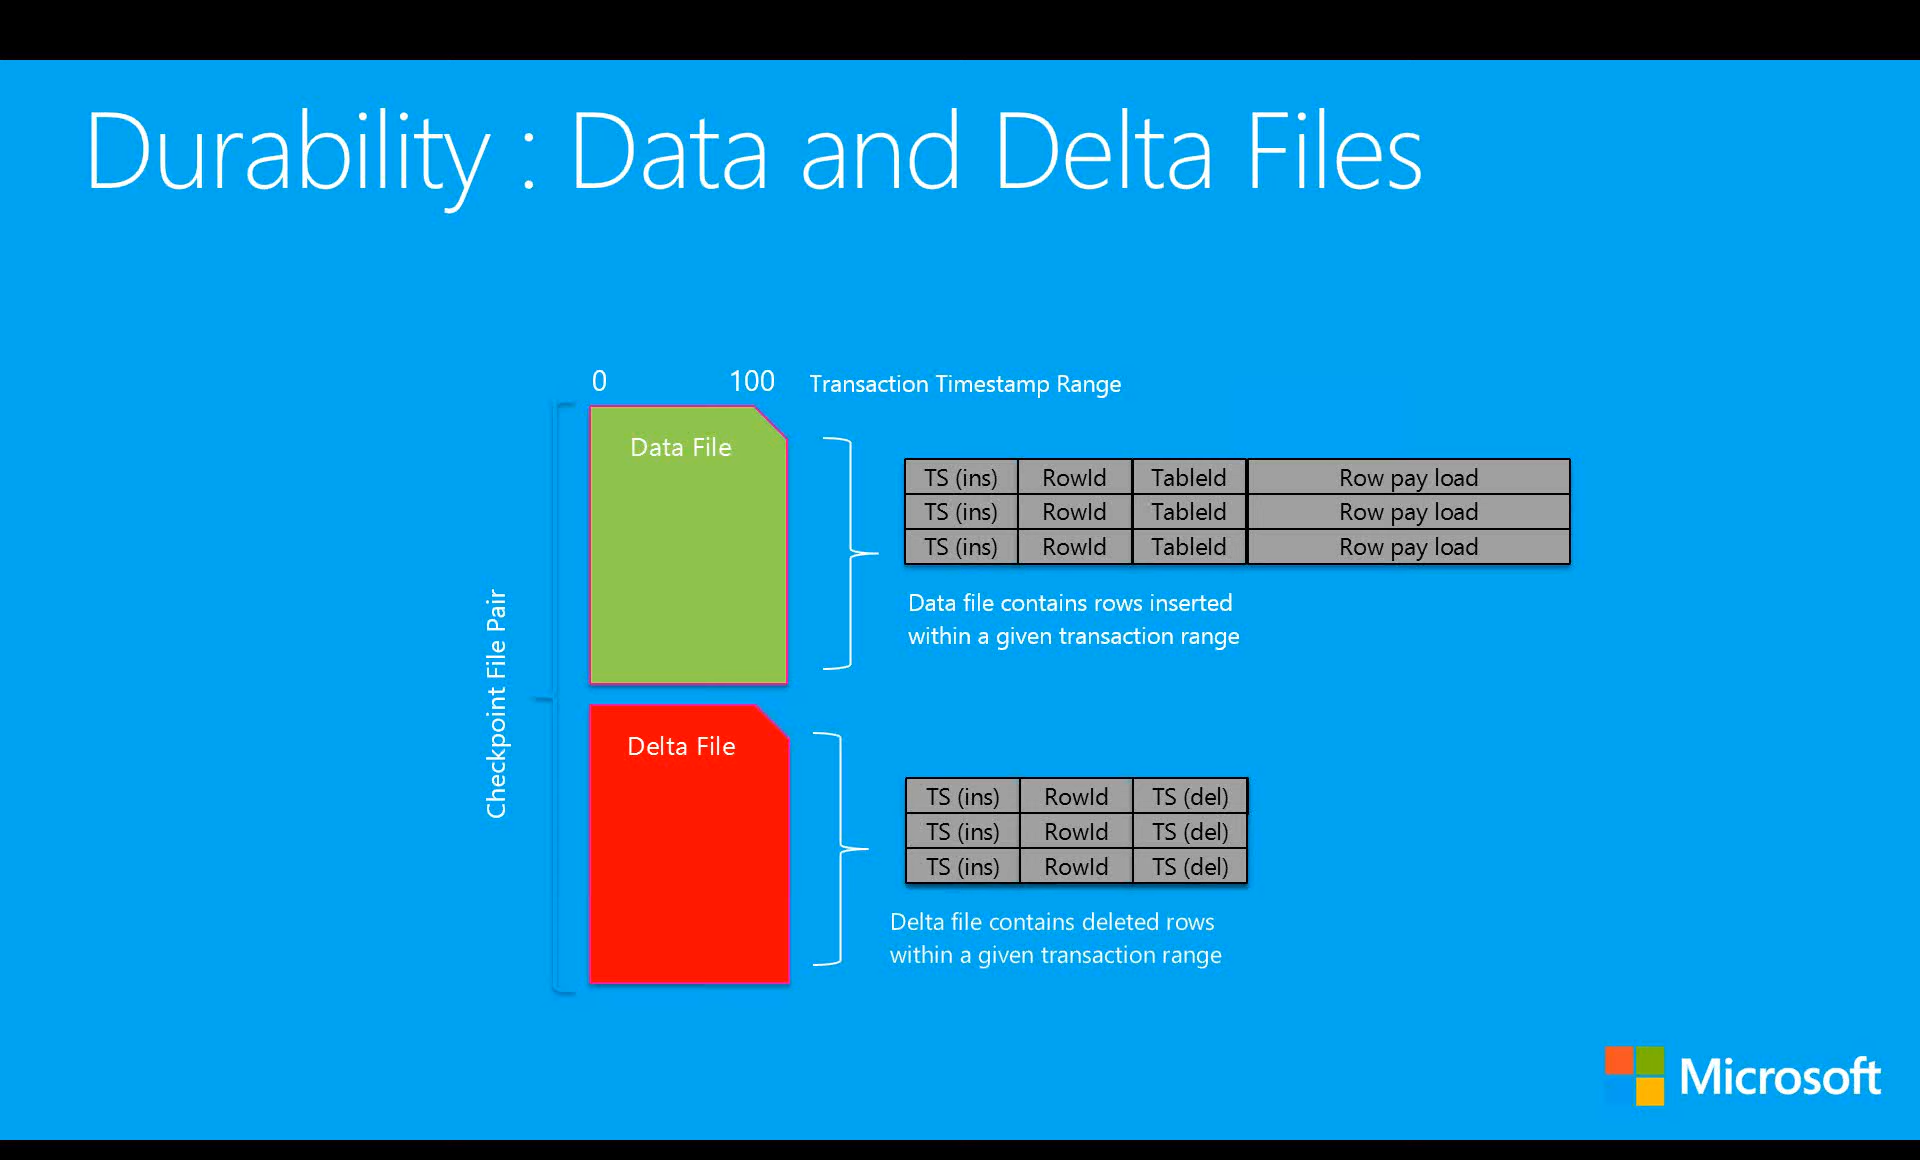 Durability : Data and Delta Files
0 100 Transaction Timestamp Range
Checkpoint File Pair
Data File
TS (ins) RowId TableId Row pay load
TS (ins) RowId TableId Row pay load
TS (ins) RowId TableId Row pay load
Data file contains rows inserted
within a given transaction range
Delta File
TS (ins) RowId TS (del)
TS (ins) RowId TS (del)
TS (ins) RowId TS (del)
Delta file contains deleted rows
within a given transaction range
Microsoft